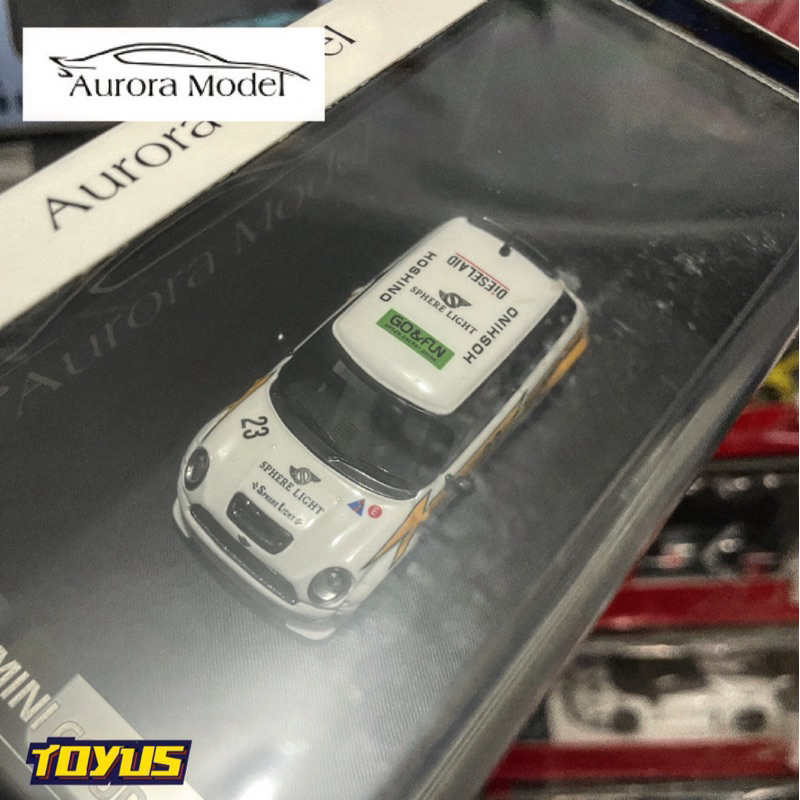 Aurora Model
Aurora Model
Aurora Model
DIESELAID
HOSHINO
SPHERE LIGHT
HOSHINO
GO&FUN
23
SPHERE LIGHT
SPHERE LIGHT
E
MINI
TOYUS